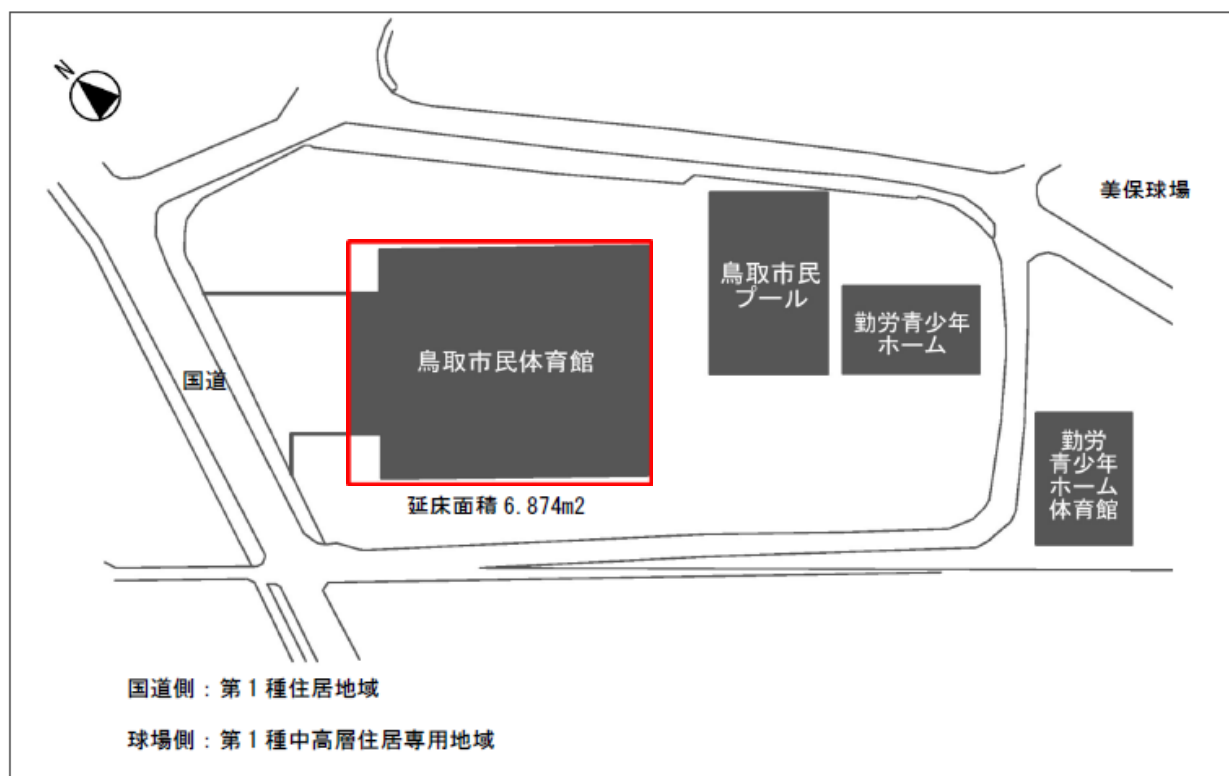 N
美保球場
鳥取市民
プール
勤労青少年
ホーム
鳥取市民体育館
国道
勤労
青少年
ホーム
体育館
延床面積 6.874m2
国道側：第1種住居地域
球場側：第1種中高層住居専用地域